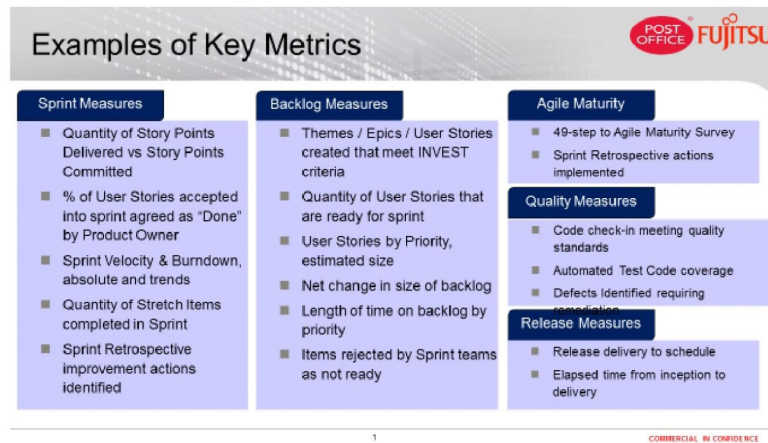 Examples of Key Metrics
POST
OFFICE
FUJITSU
Sprint Measures
Quantity of Story Points
Delivered vs Story Points
Committed
% of User Stories accepted
into sprint agreed as “Done”
by Product Owner
Sprint Velocity & Burndown,
absolute and trends
Quantity of Stretch Items
completed in Sprint
Sprint Retrospective
improvement actions
identified
Backlog Measures
Themes / Epics / User Stories
created that meet INVEST
criteria
Quantity of User Stories that
are ready for sprint
User Stories by Priority,
estimated size
Net change in size of backlog
Length of time on backlog by
priority
Items rejected by Sprint teams
as not ready
Agile Maturity
49-step to Agile Maturity Survey
Sprint Retrospective actions
implemented
Quality Measures
Code check-in meeting quality
standards
Automated Test Code coverage
Defects Identified requiring
remediation
Release Measures
Release delivery to schedule
Elapsed time from inception to
delivery
1
COMMERCIAL IN CONFIDENCE